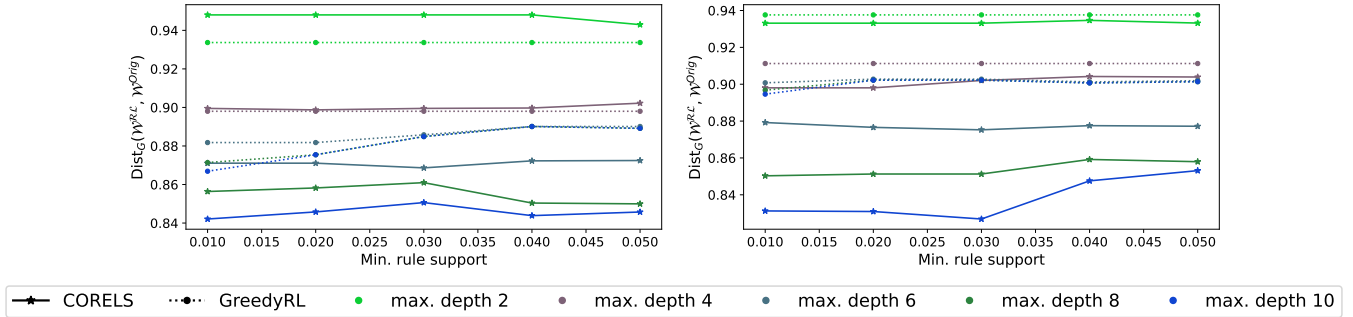 Dist_G(𝒲^{ℛℒ}, 𝒲^{Orig})
0.94
0.92
0.90
0.88
0.86
0.84
0.010 0.015 0.020 0.025 0.030 0.035 0.040 0.045 0.050
Min. rule support
Dist_G(𝒲^{ℛℒ}, 𝒲^{Orig})
0.94
0.92
0.90
0.88
0.86
0.84
0.010 0.015 0.020 0.025 0.030 0.035 0.040 0.045 0.050
Min. rule support
CORELS GreedyRL max. depth 2 max. depth 4 max. depth 6 max. depth 8 max. depth 10